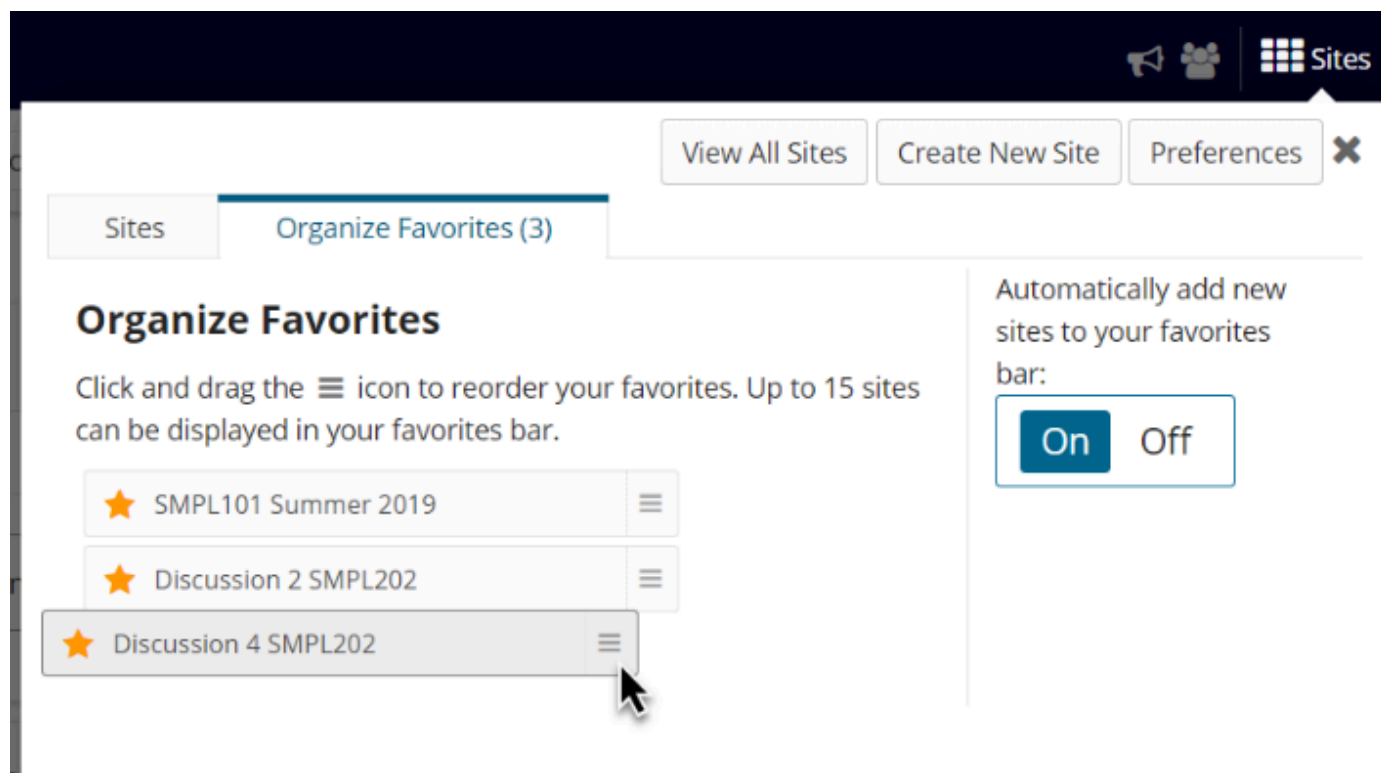 Sites
View All Sites
Create New Site
Preferences
Sites
Organize Favorites (3)
Organize Favorites
Click and drag the icon to reorder your favorites. Up to 15 sites
can be displayed in your favorites bar.
SMPL101 Summer 2019
Discussion 2 SMPL202
Discussion 4 SMPL202
Automatically add new
sites to your favorites
bar:
On Off